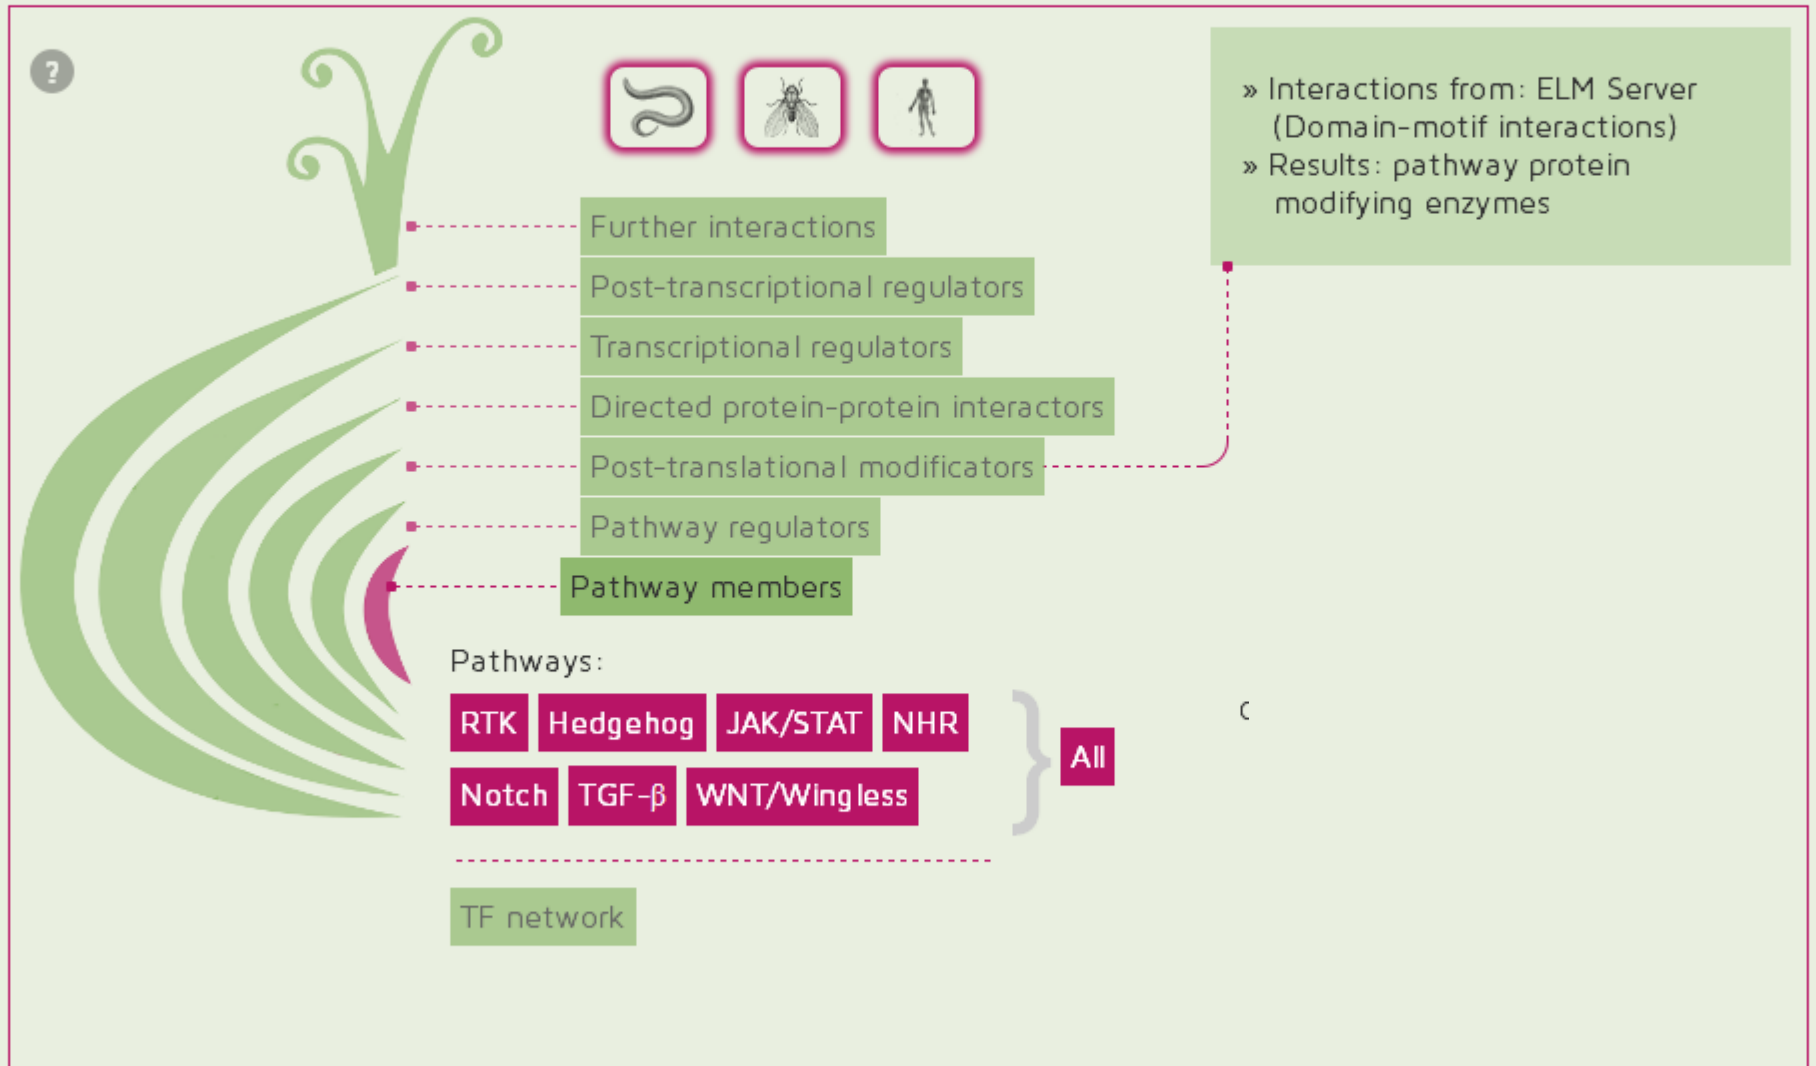 ?
» Interactions from: ELM Server
(Domain-motif interactions)
» Results: pathway protein
modifying enzymes
Further interactions
Post-transcriptional regulators
Transcriptional regulators
Directed protein-protein interactors
Post-translational modificators
Pathway regulators
Pathway members
Pathways:
RTK Hedgehog JAK/STAT NHR
Notch TGF-β WNT/Wingless
All
TF network